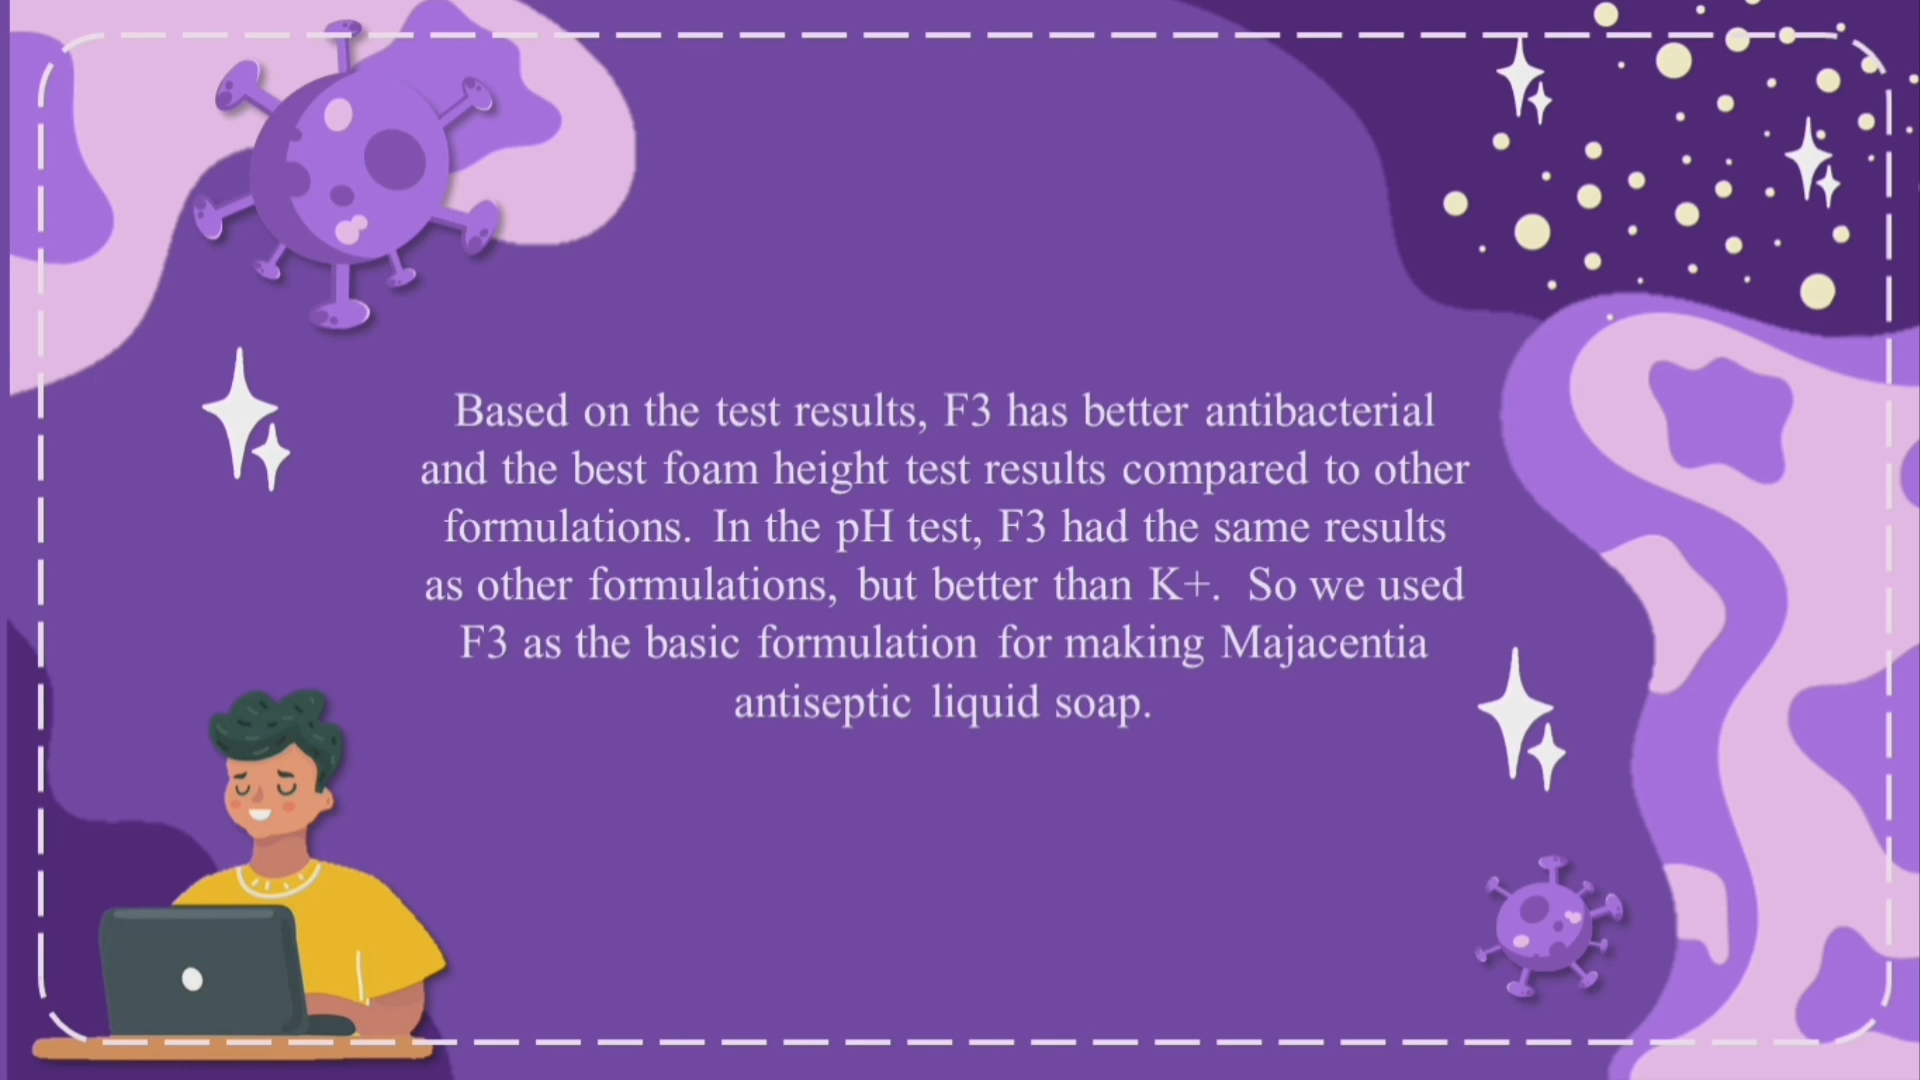 Based on the test results, F3 has better antibacterial
and the best foam height test results compared to other
formulations. In the pH test, F3 had the same results
as other formulations, but better than K+. So we used
F3 as the basic formulation for making Majacentia
antiseptic liquid soap.